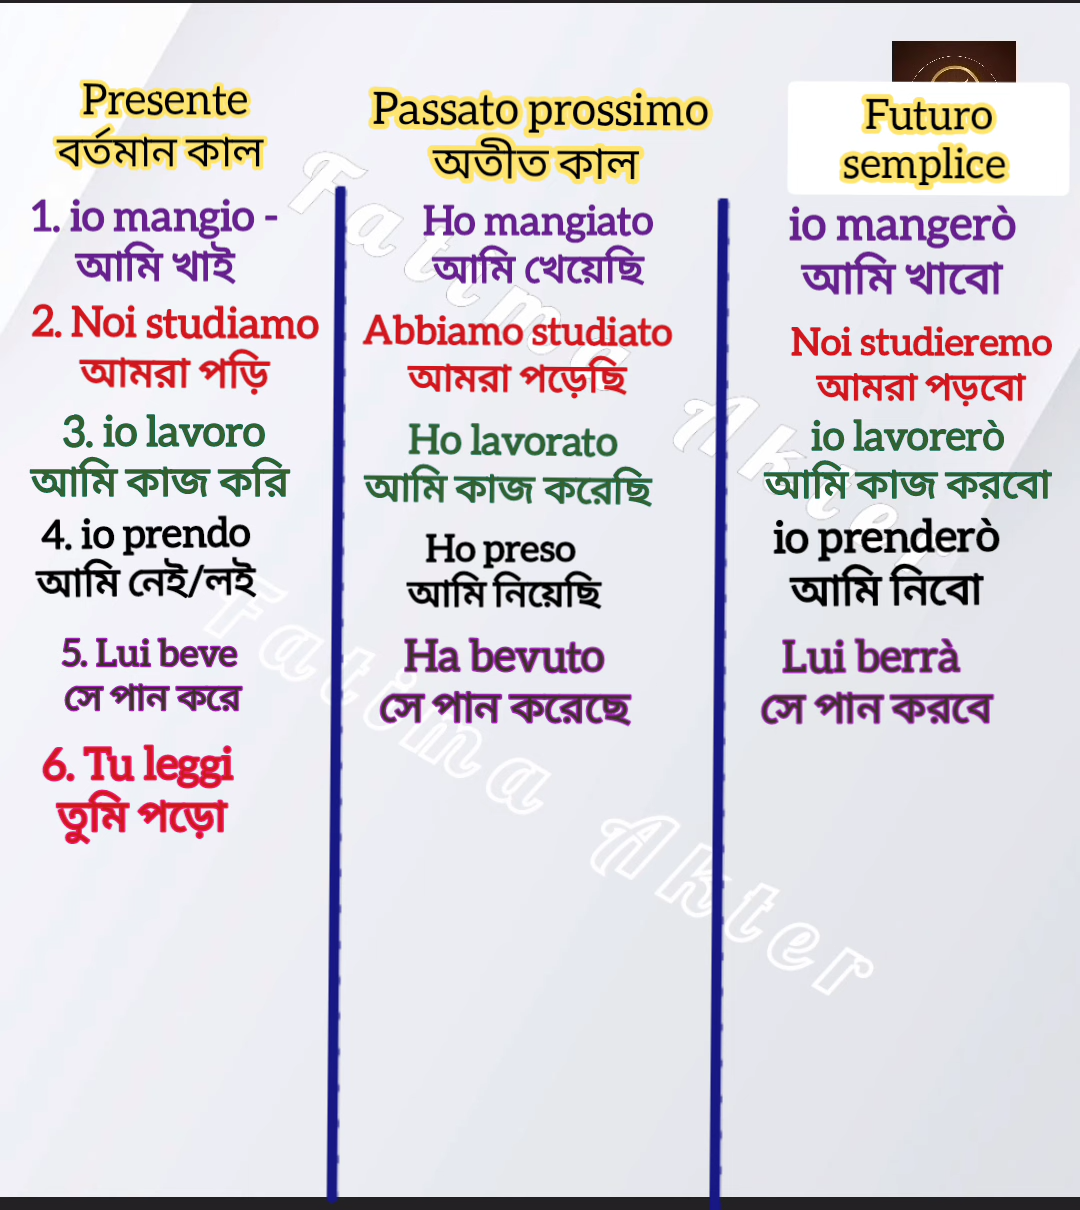 Presente
বর্তমান কাল
Passato prossimo
অতীত কাল
Futuro
semplice
1. io mangio -
আমি খাই
Ho mangiato
আমি খেয়েছি
io mangerò
আমি খাবো
2. Noi studiamo
আমরা পড়ি
Abbiamo studiato
আমরা পড়েছি
Noi studieremo
আমরা পড়বো
3. io lavoro
আমি কাজ করি
Ho lavorato
আমি কাজ করেছি
io lavorerò
আমি কাজ করবো
4. io prendo
আমি নেই/লই
Ho preso
আমি নিয়েছি
io prenderò
আমি নিবো
5. Lui beve
সে পান করে
Ha bevuto
সে পান করেছে
Lui berrà
সে পান করবে
6. Tu leggi
তুমি পড়ো
Fatima Akter
Fatima Akter